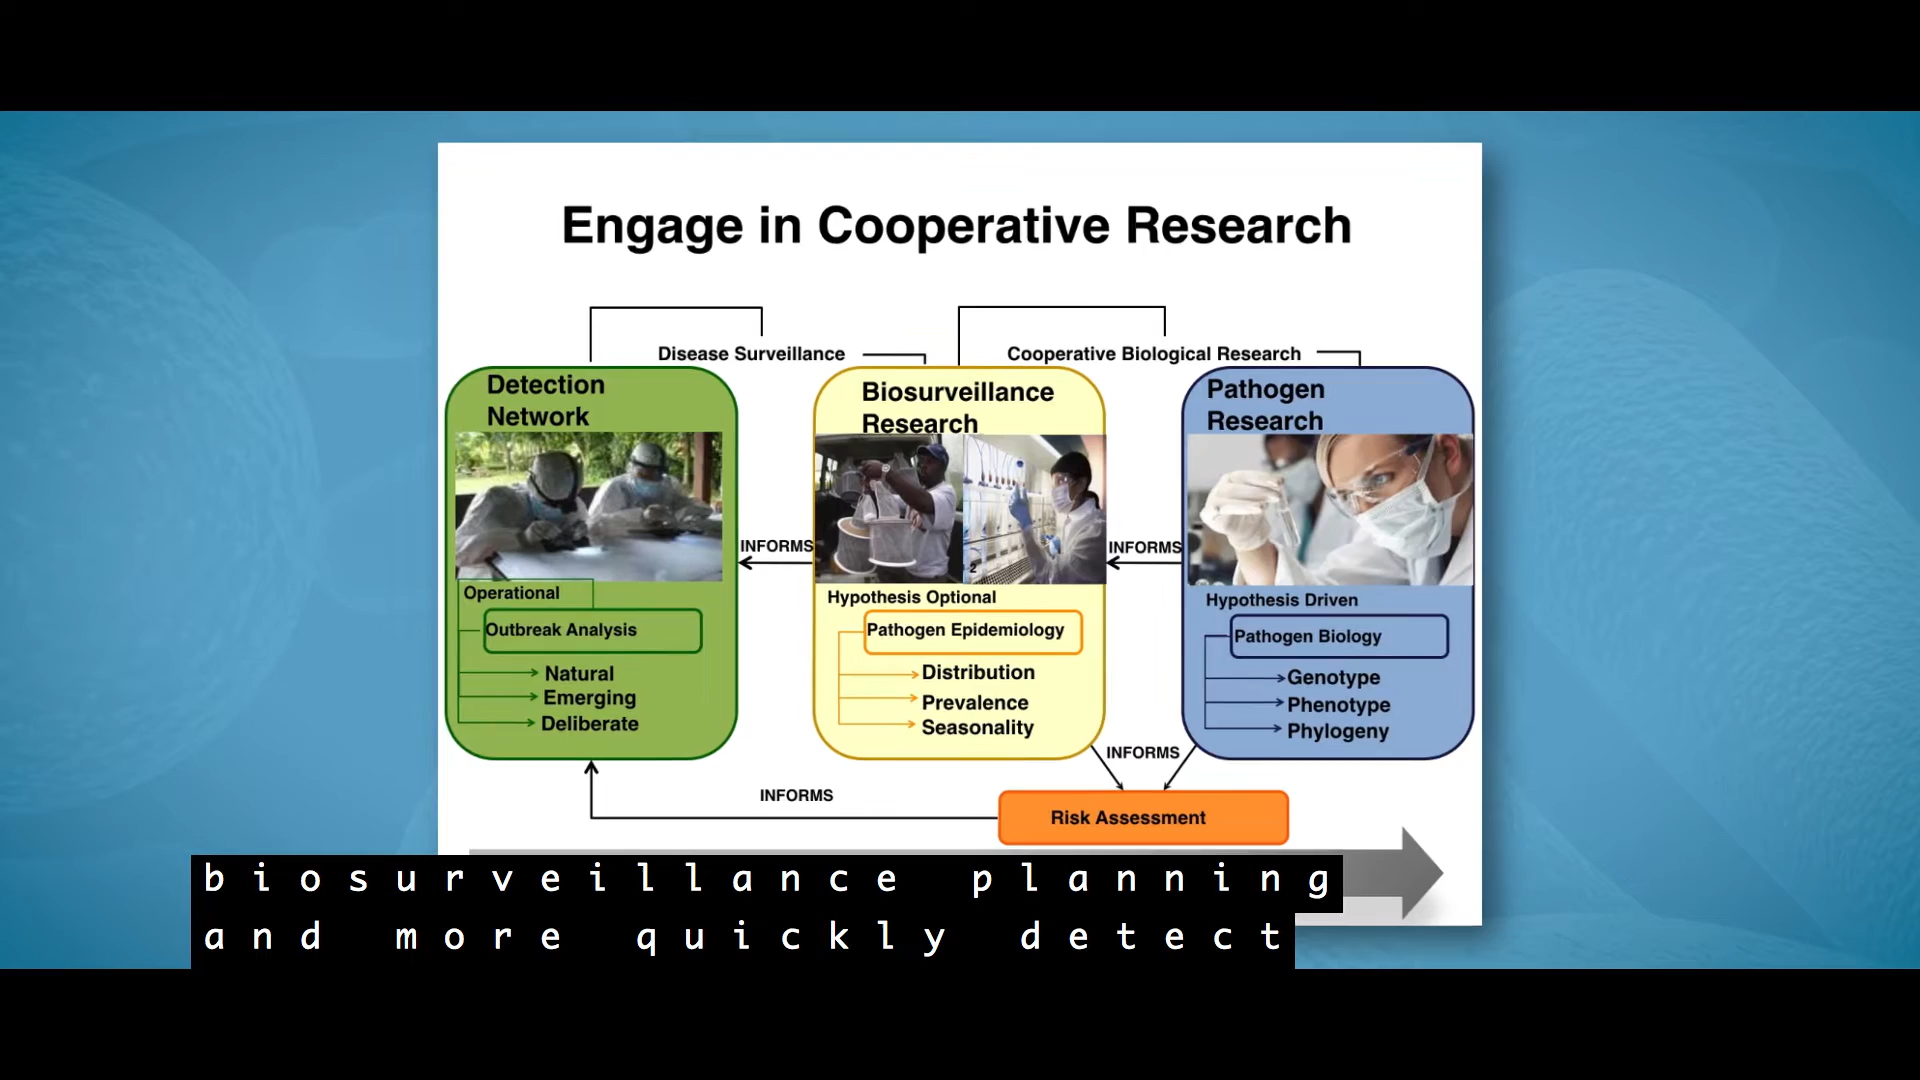 Engage in Cooperative Research
Disease Surveillance
Cooperative Biological Research
Detection
Network
Operational
Outbreak Analysis
Natural
Emerging
Deliberate
INFORMS
Biosurveillance
Research
2
Hypothesis Optional
Pathogen Epidemiology
Distribution
Prevalence
Seasonality
INFORMS
Pathogen
Research
Hypothesis Driven
Pathogen Biology
Genotype
Phenotype
Phylogeny
INFORMS
INFORMS
Risk Assessment
biosurveillance planning
and more quickly detect